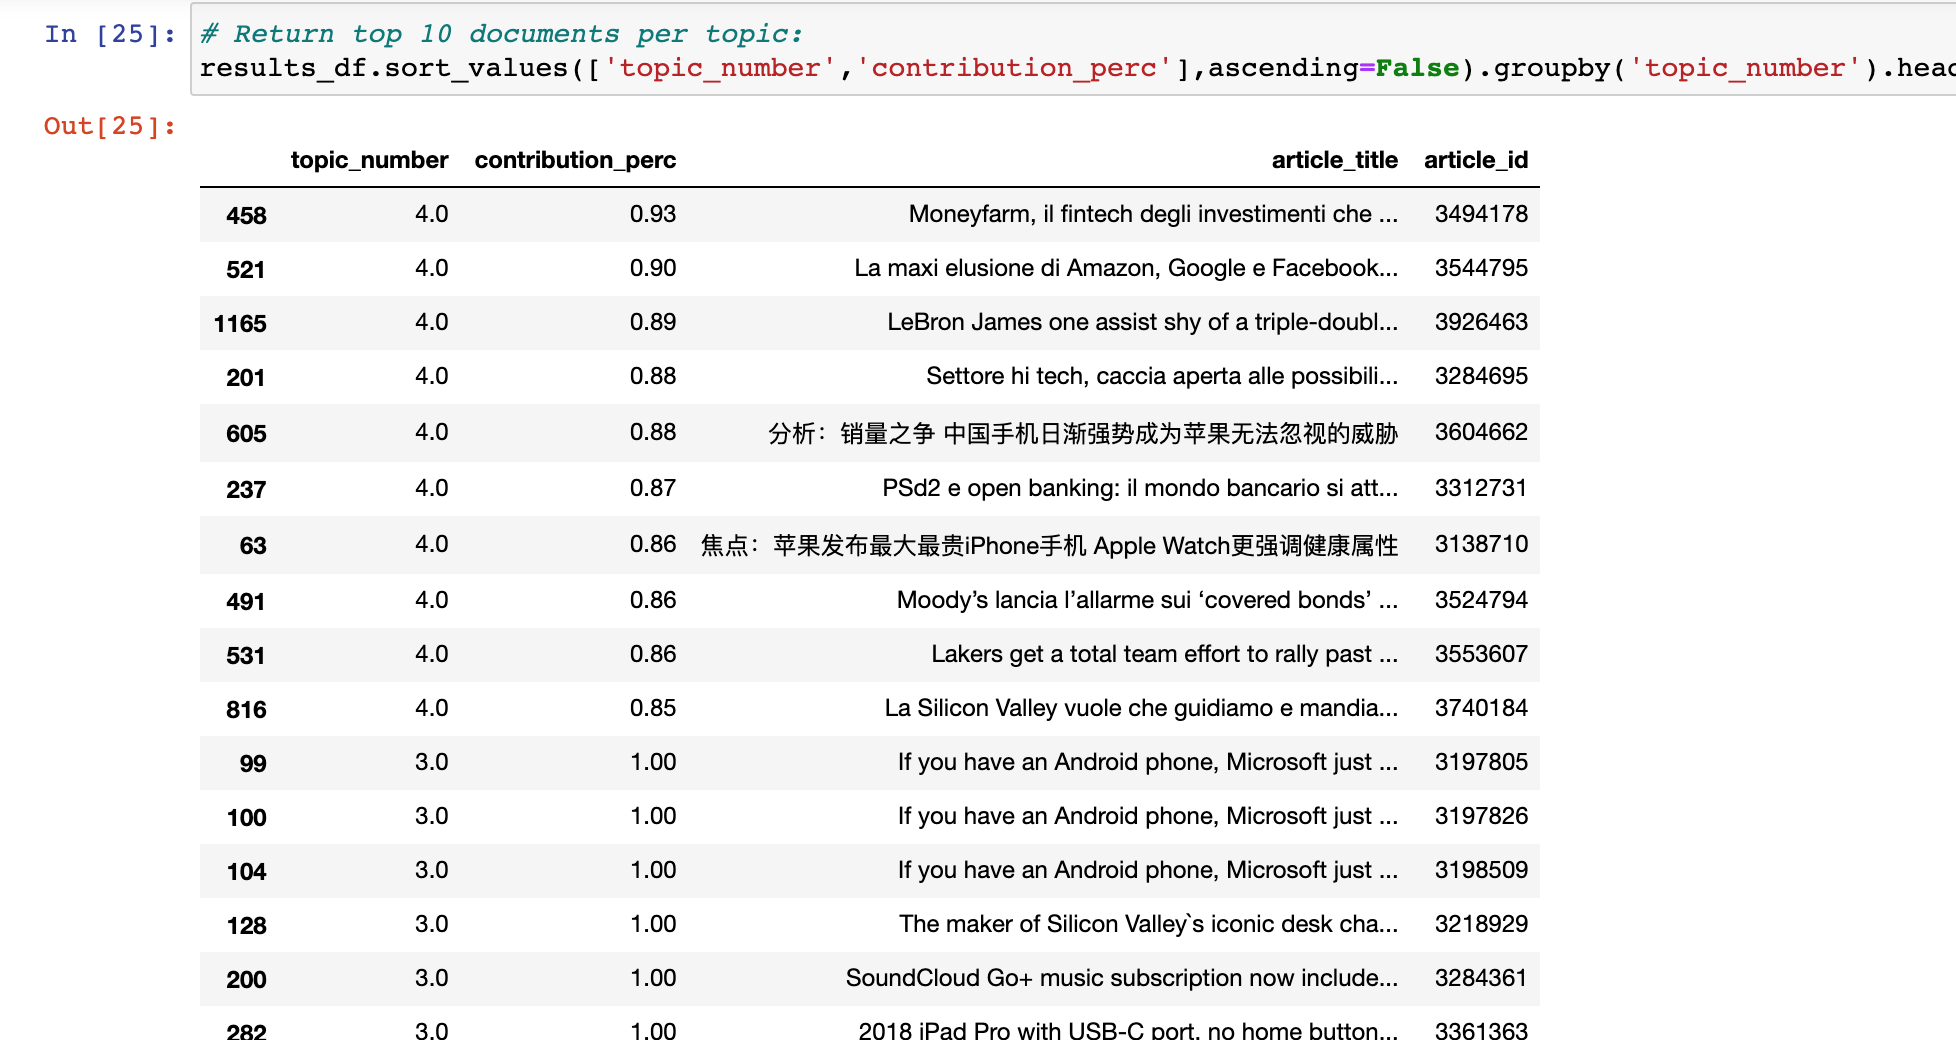 In [25]: # Return top 10 documents per topic:
results_df.sort_values(['topic_number','contribution_perc'],ascending=False).groupby('topic_number').head
Out[25]:
topic_number contribution_perc article_title article_id
458 4.0 0.93 Moneyfarm, il fintech degli investimenti che ... 3494178
521 4.0 0.90 La maxi elusione di Amazon, Google e Facebook... 3544795
1165 4.0 0.89 LeBron James one assist shy of a triple-doubl... 3926463
201 4.0 0.88 Settore hi tech, caccia aperta alle possibili... 3284695
605 4.0 0.88 分析：销量之争 中国手机日渐强势成为苹果无法忽视的威胁 3604662
237 4.0 0.87 PSd2 e open banking: il mondo bancario si att... 3312731
63 4.0 0.86 焦点：苹果发布最大最贵iPhone手机 Apple Watch更强调健康属性 3138710
491 4.0 0.86 Moody’s lancia l’allarme sui ‘covered bonds’ ... 3524794
531 4.0 0.86 Lakers get a total team effort to rally past ... 3553607
816 4.0 0.85 La Silicon Valley vuole che guidiamo e mandia... 3740184
99 3.0 1.00 If you have an Android phone, Microsoft just ... 3197805
100 3.0 1.00 If you have an Android phone, Microsoft just ... 3197826
104 3.0 1.00 If you have an Android phone, Microsoft just ... 3198509
128 3.0 1.00 The maker of Silicon Valley`s iconic desk cha... 3218929
200 3.0 1.00 SoundCloud Go+ music subscription now include... 3284361
282 3.0 1.00 2018 iPad Pro with USB-C port, no home button... 3361363